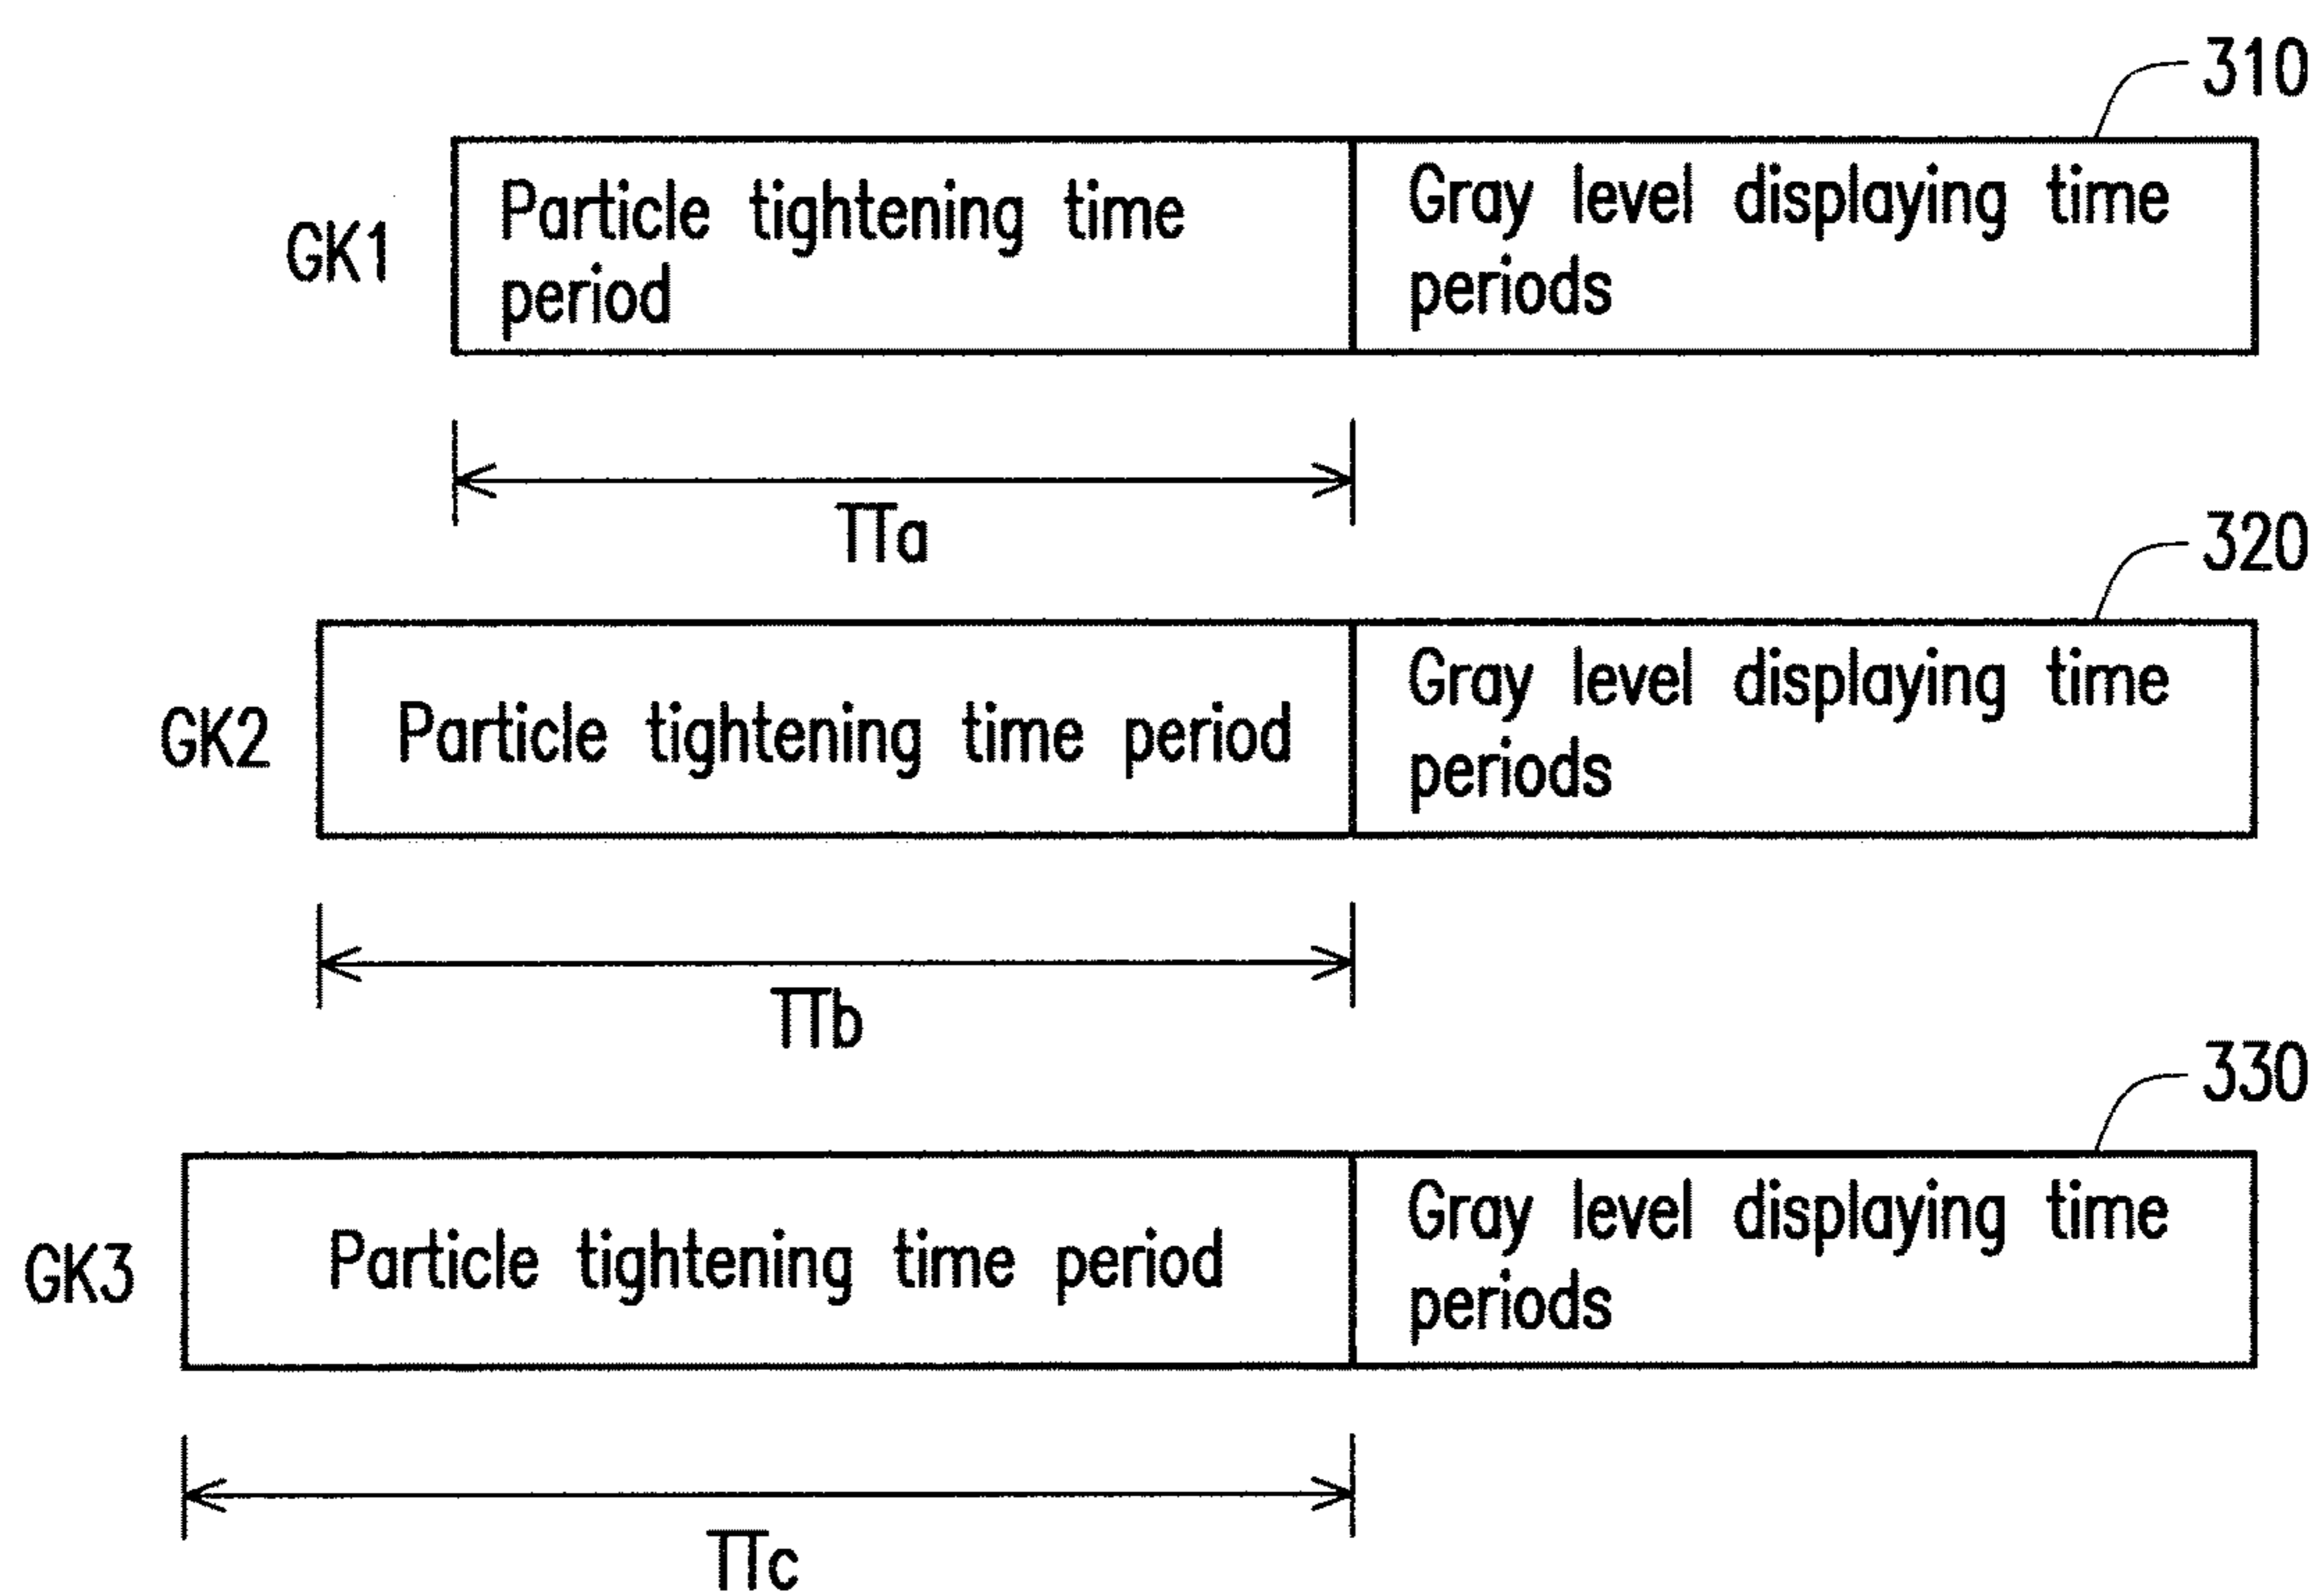 310
Particle tightening time
period
Gray level displaying time
periods
GK1
TTa
320
GK2
Particle tightening time period
Gray level displaying time
periods
TTb
330
GK3
Particle tightening time period
Gray level displaying time
periods
TTc